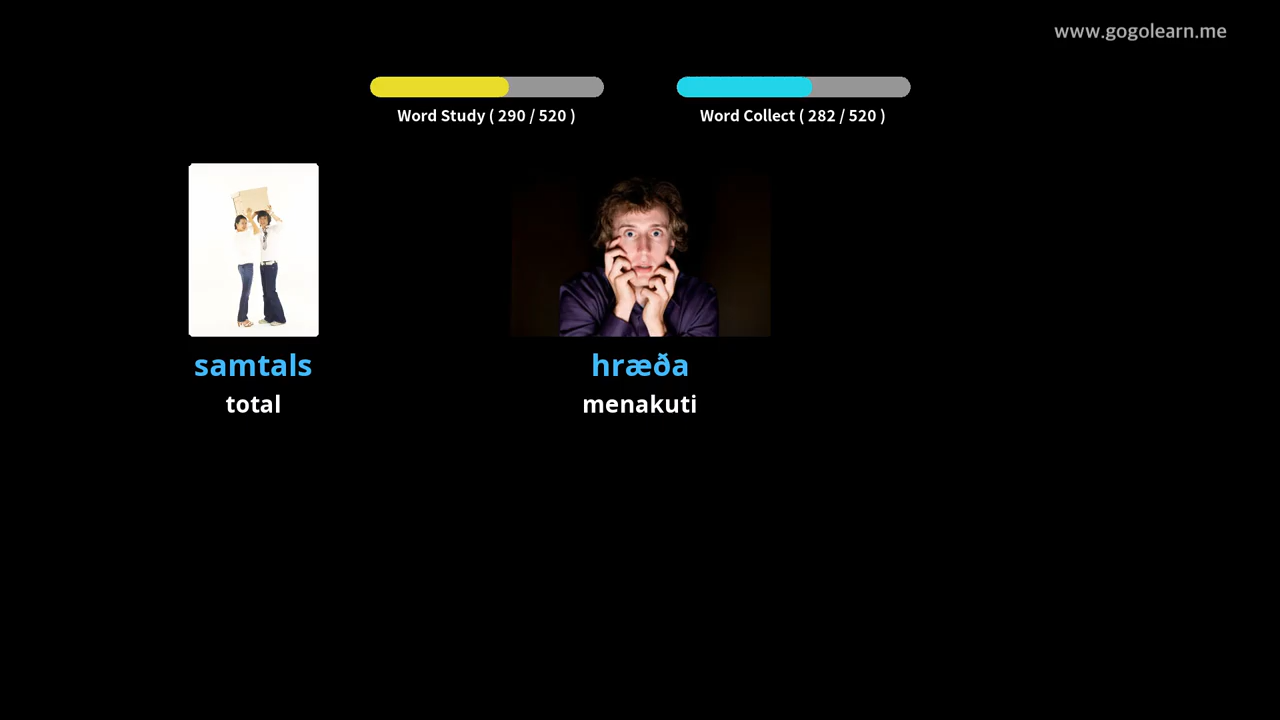 www.gogolearn.me
Word Study ( 290 / 520 )
Word Collect ( 282 / 520 )
samtals
total
hræða
menakuti